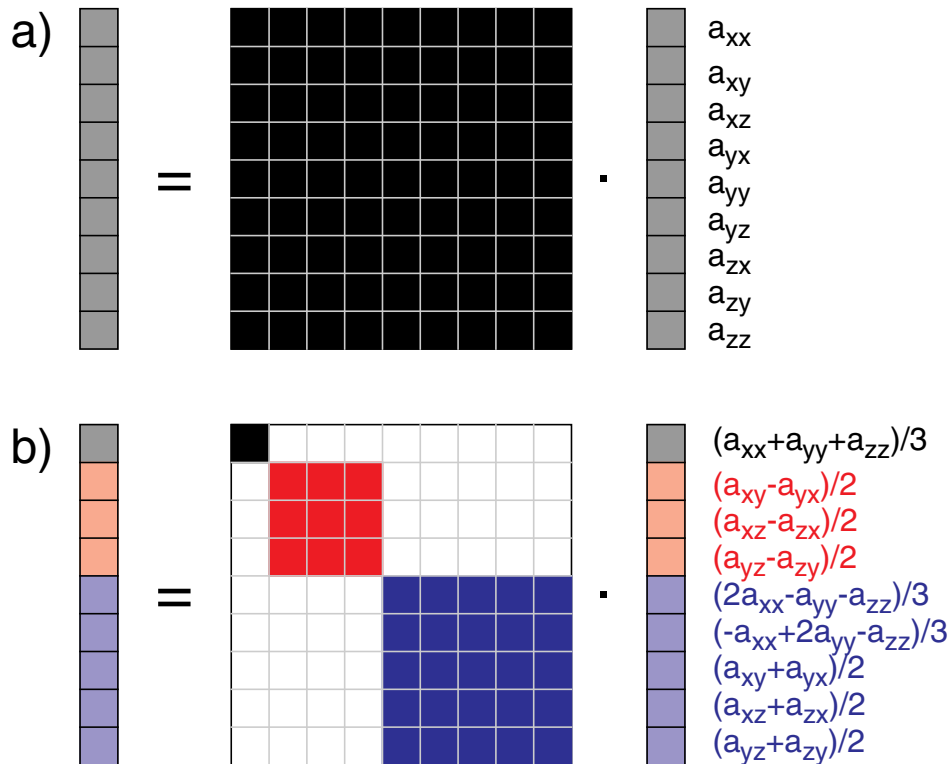 a)
a_xx
a_xy
a_xz
a_yx
=
·
a_yy
a_yz
a_zx
a_zy
a_zz
b)
(a_xx+a_yy+a_zz)/3
(a_xy-a_yx)/2
(a_xz-a_zx)/2
(a_yz-a_zy)/2
=
·
(2a_xx-a_yy-a_zz)/3
(-a_xx+2a_yy-a_zz)/3
(a_xy+a_yx)/2
(a_xz+a_zx)/2
(a_yz+a_zy)/2